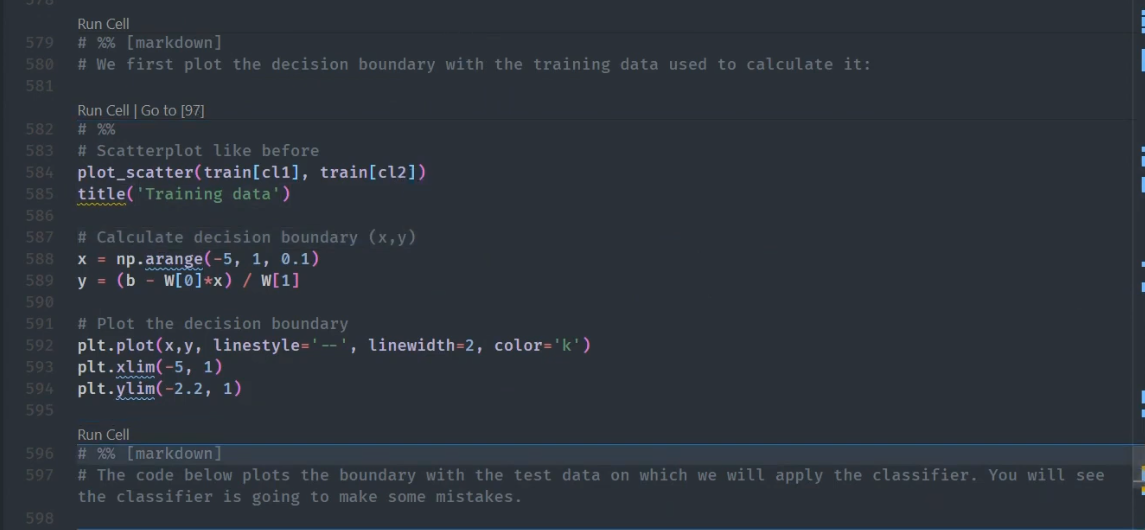 578
Run Cell
579 # %% [markdown]
580 # We first plot the decision boundary with the training data used to calculate it:
581
Run Cell | Go to [97]
582 # %%
583 # Scatterplot like before
584 plot_scatter(train[cl1], train[cl2])
585 title('Training data')
586
587 # Calculate decision boundary (x,y)
588 x = np.arange(-5, 1, 0.1)
589 y = (b - W[0]*x) / W[1]
590
591 # Plot the decision boundary
592 plt.plot(x,y, linestyle='--', linewidth=2, color='k')
593 plt.xlim(-5, 1)
594 plt.ylim(-2.2, 1)
595
Run Cell
596 # %% [markdown]
597 # The code below plots the boundary with the test data on which we will apply the classifier. You will see
the classifier is going to make some mistakes.
598